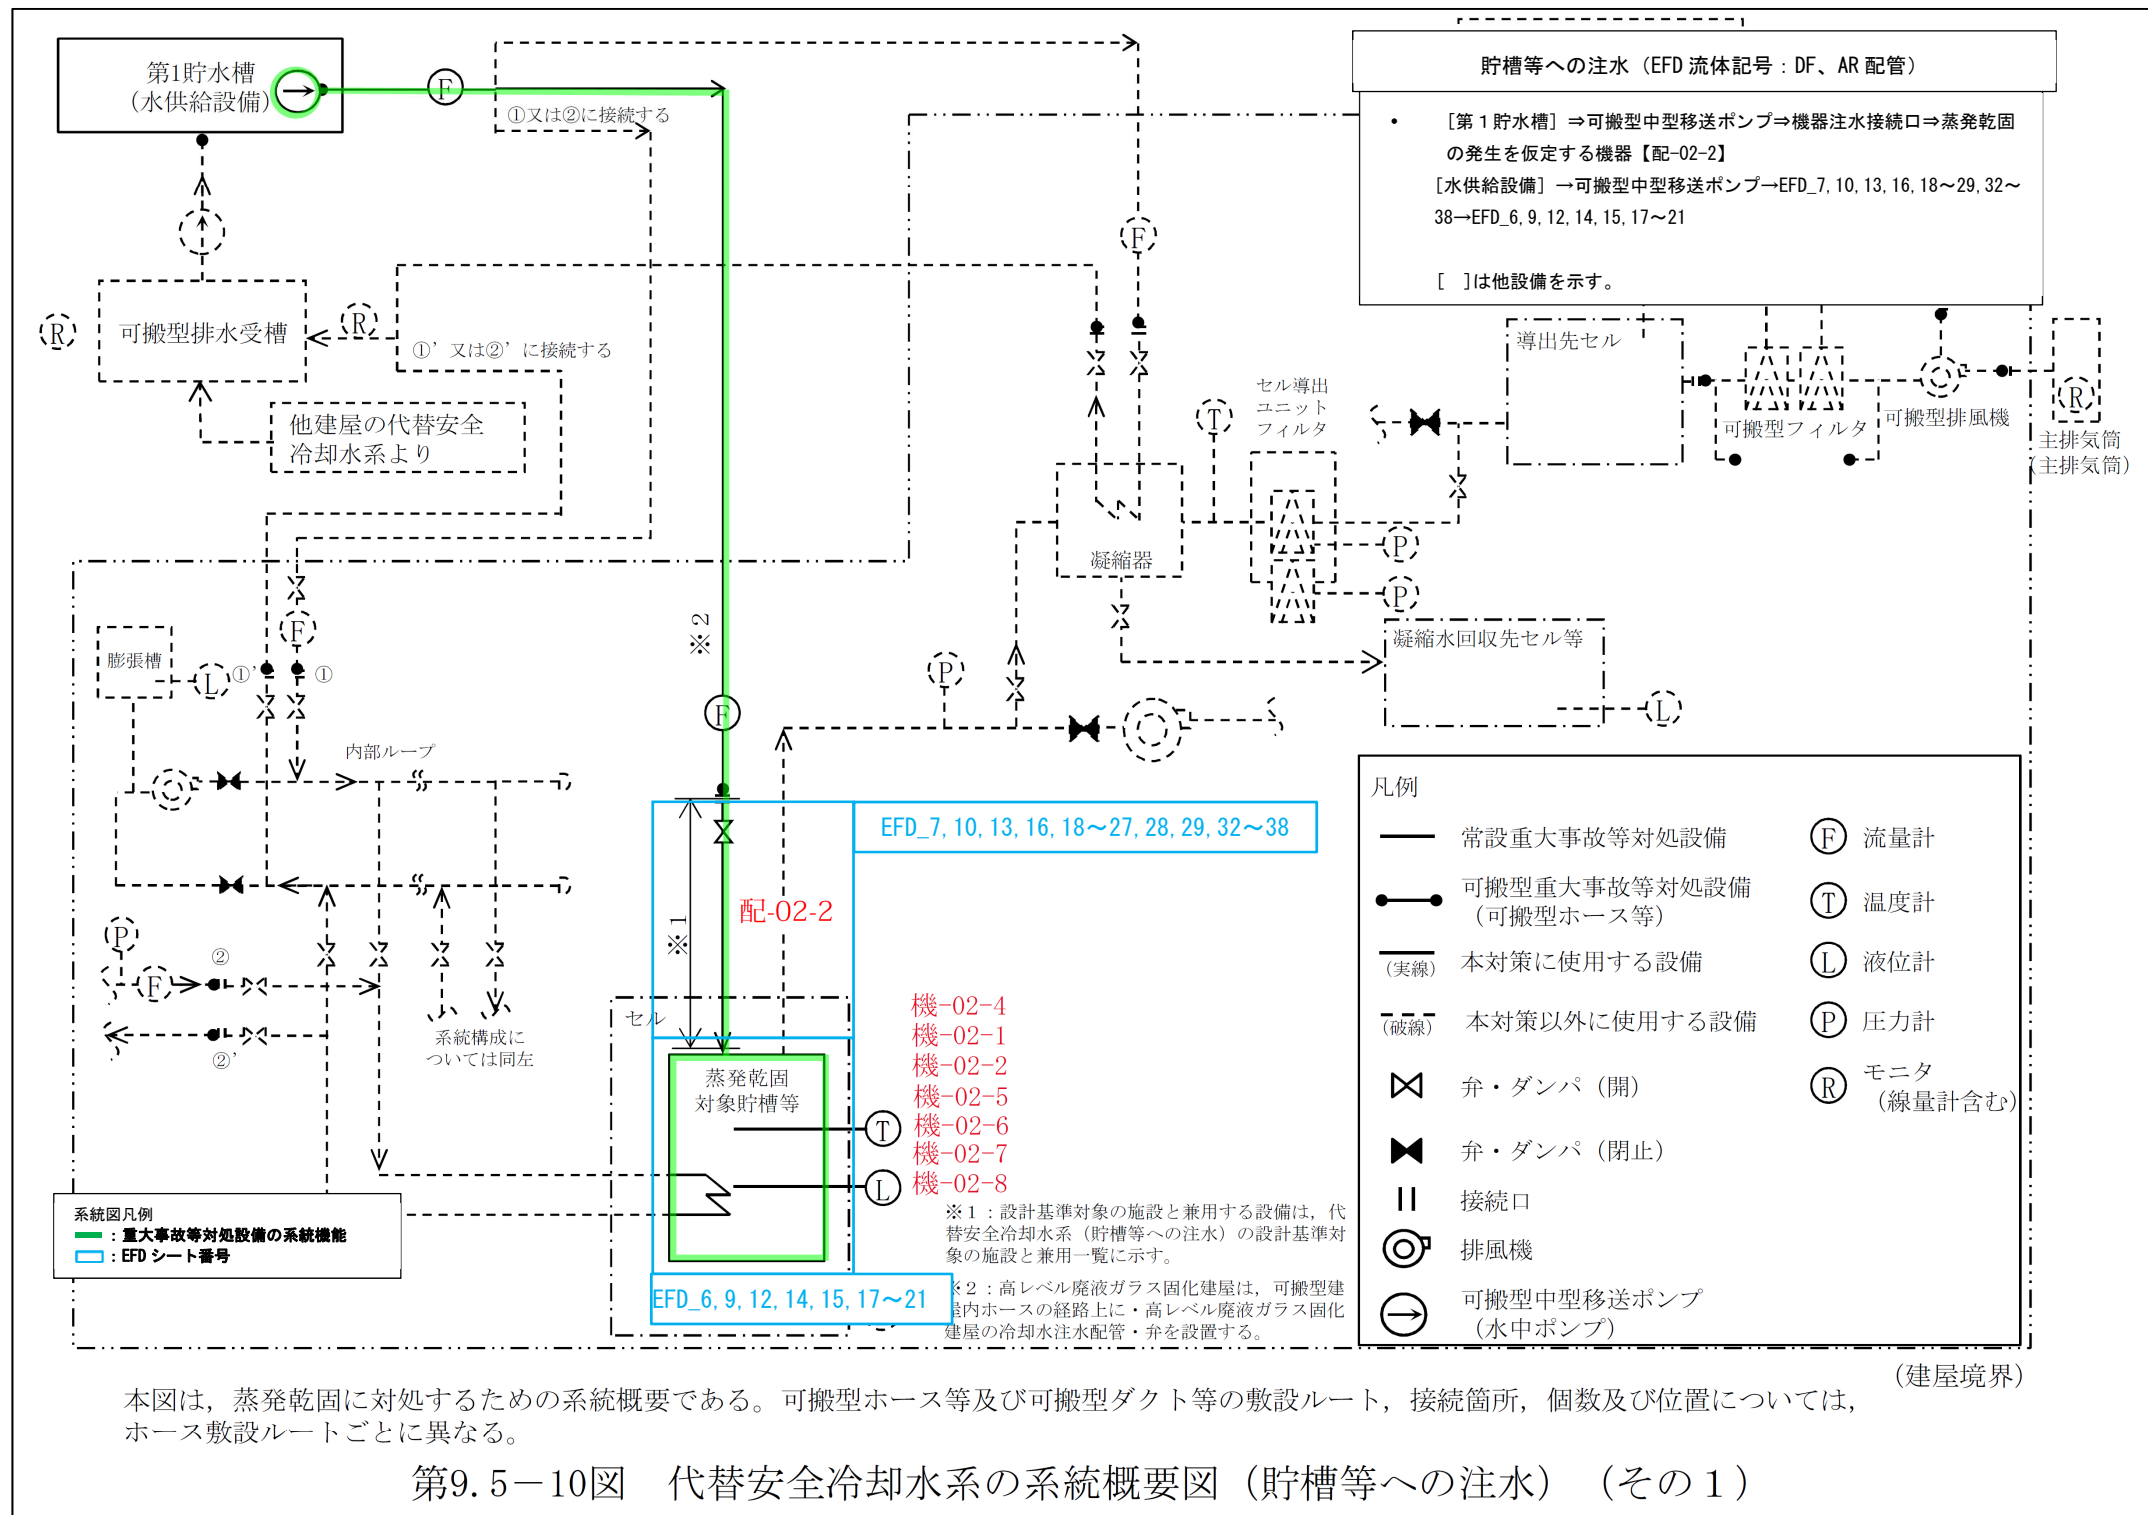 第1貯水槽
(水供給設備)
F
①又は②に接続する
貯槽等への注水（EFD 流体記号：DF、AR 配管）
・ ［第１貯水槽］⇒可搬型中型移送ポンプ⇒機器注水接続口⇒蒸発乾固
の発生を仮定する機器【配-02-2】
［水供給設備］→可搬型中型移送ポンプ→EFD_7, 10, 13, 16, 18～29, 32～
38→EFD_6, 9, 12, 14, 15, 17～21
［　］は他設備を示す。
F
R
可搬型排水受槽
R
①’又は②’に接続する
他建屋の代替安全
冷却水系より
導出先セル
セル導出
ユニット
フィルタ
T
可搬型フィルタ
可搬型排風機
R
主排気筒
(主排気筒)
凝縮器
P
P
凝縮水回収先セル等
L
P
※２
F
膨張槽
L
①’
F
①
内部ループ
EFD_7, 10, 13, 16, 18～27, 28, 29, 32～38
※１
配-02-2
P
F
②
②’
系統構成に
ついては同左
セル
蒸発乾固
対象貯槽等
T
L
機-02-4
機-02-1
機-02-2
機-02-5
機-02-6
機-02-7
機-02-8
EFD_6, 9, 12, 14, 15, 17～21
※１：設計基準対象の施設と兼用する設備は，代
替安全冷却水系（貯槽等への注水）の設計基準対
象の施設と兼用一覧に示す。
※２：高レベル廃液ガラス固化建屋は，可搬型建
屋内ホースの経路上に・高レベル廃液ガラス固化
建屋の冷却水注水配管・弁を設置する。
系統図凡例
：重大事故等対処設備の系統機能
：EFD シート番号
凡例
常設重大事故等対処設備
可搬型重大事故等対処設備
（可搬型ホース等）
(実線) 本対策に使用する設備
(破線) 本対策以外に使用する設備
弁・ダンパ（開）
弁・ダンパ（閉止）
接続口
排風機
可搬型中型移送ポンプ
（水中ポンプ）
F 流量計
T 温度計
L 液位計
P 圧力計
R モニタ
（線量計含む）
（建屋境界）
本図は，蒸発乾固に対処するための系統概要である。可搬型ホース等及び可搬型ダクト等の敷設ルート，接続箇所，個数及び位置については，
ホース敷設ルートごとに異なる。
第9.5－10図　代替安全冷却水系の系統概要図（貯槽等への注水）（その１）